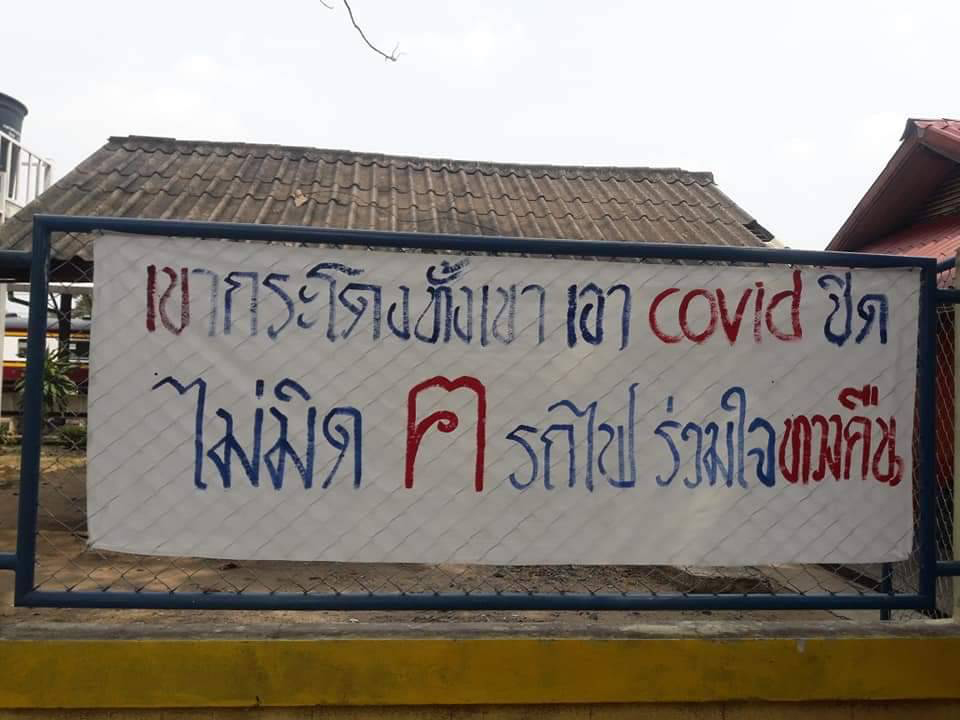 เขากระโดงทั้งเขา เอา covid ปิด
ไม่มิด ฅ รถไฟ ร่วมใจทวงคืน